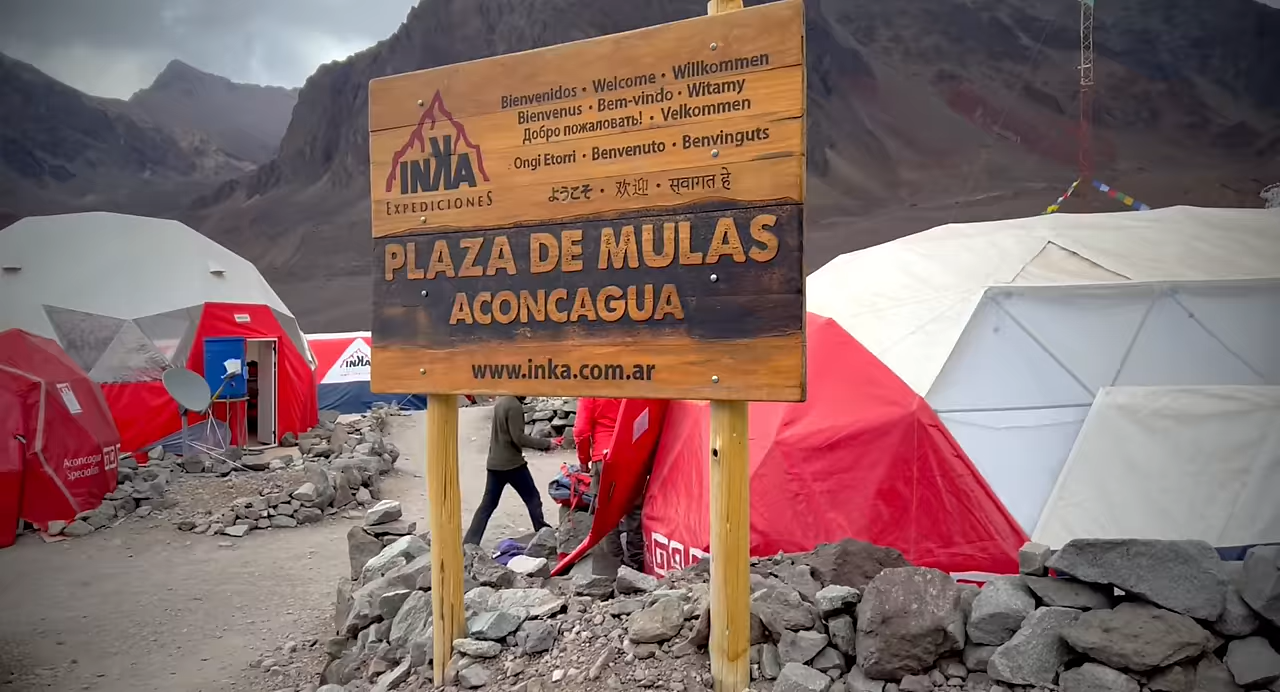 Bienvenidos • Welcome • Willkommen
Bienvenus • Bem-vindo • Witamy
Добро пожаловать! • Velkommen
Ongi Etorri • Benvenuto • Benvinguts
ようこそ • 欢迎 • स्वागत हे
INKA
EXPEDICIONES
PLAZA DE MULAS
ACONCAGUA
www.inka.com.ar
INKA
Aconcagua
Specialist